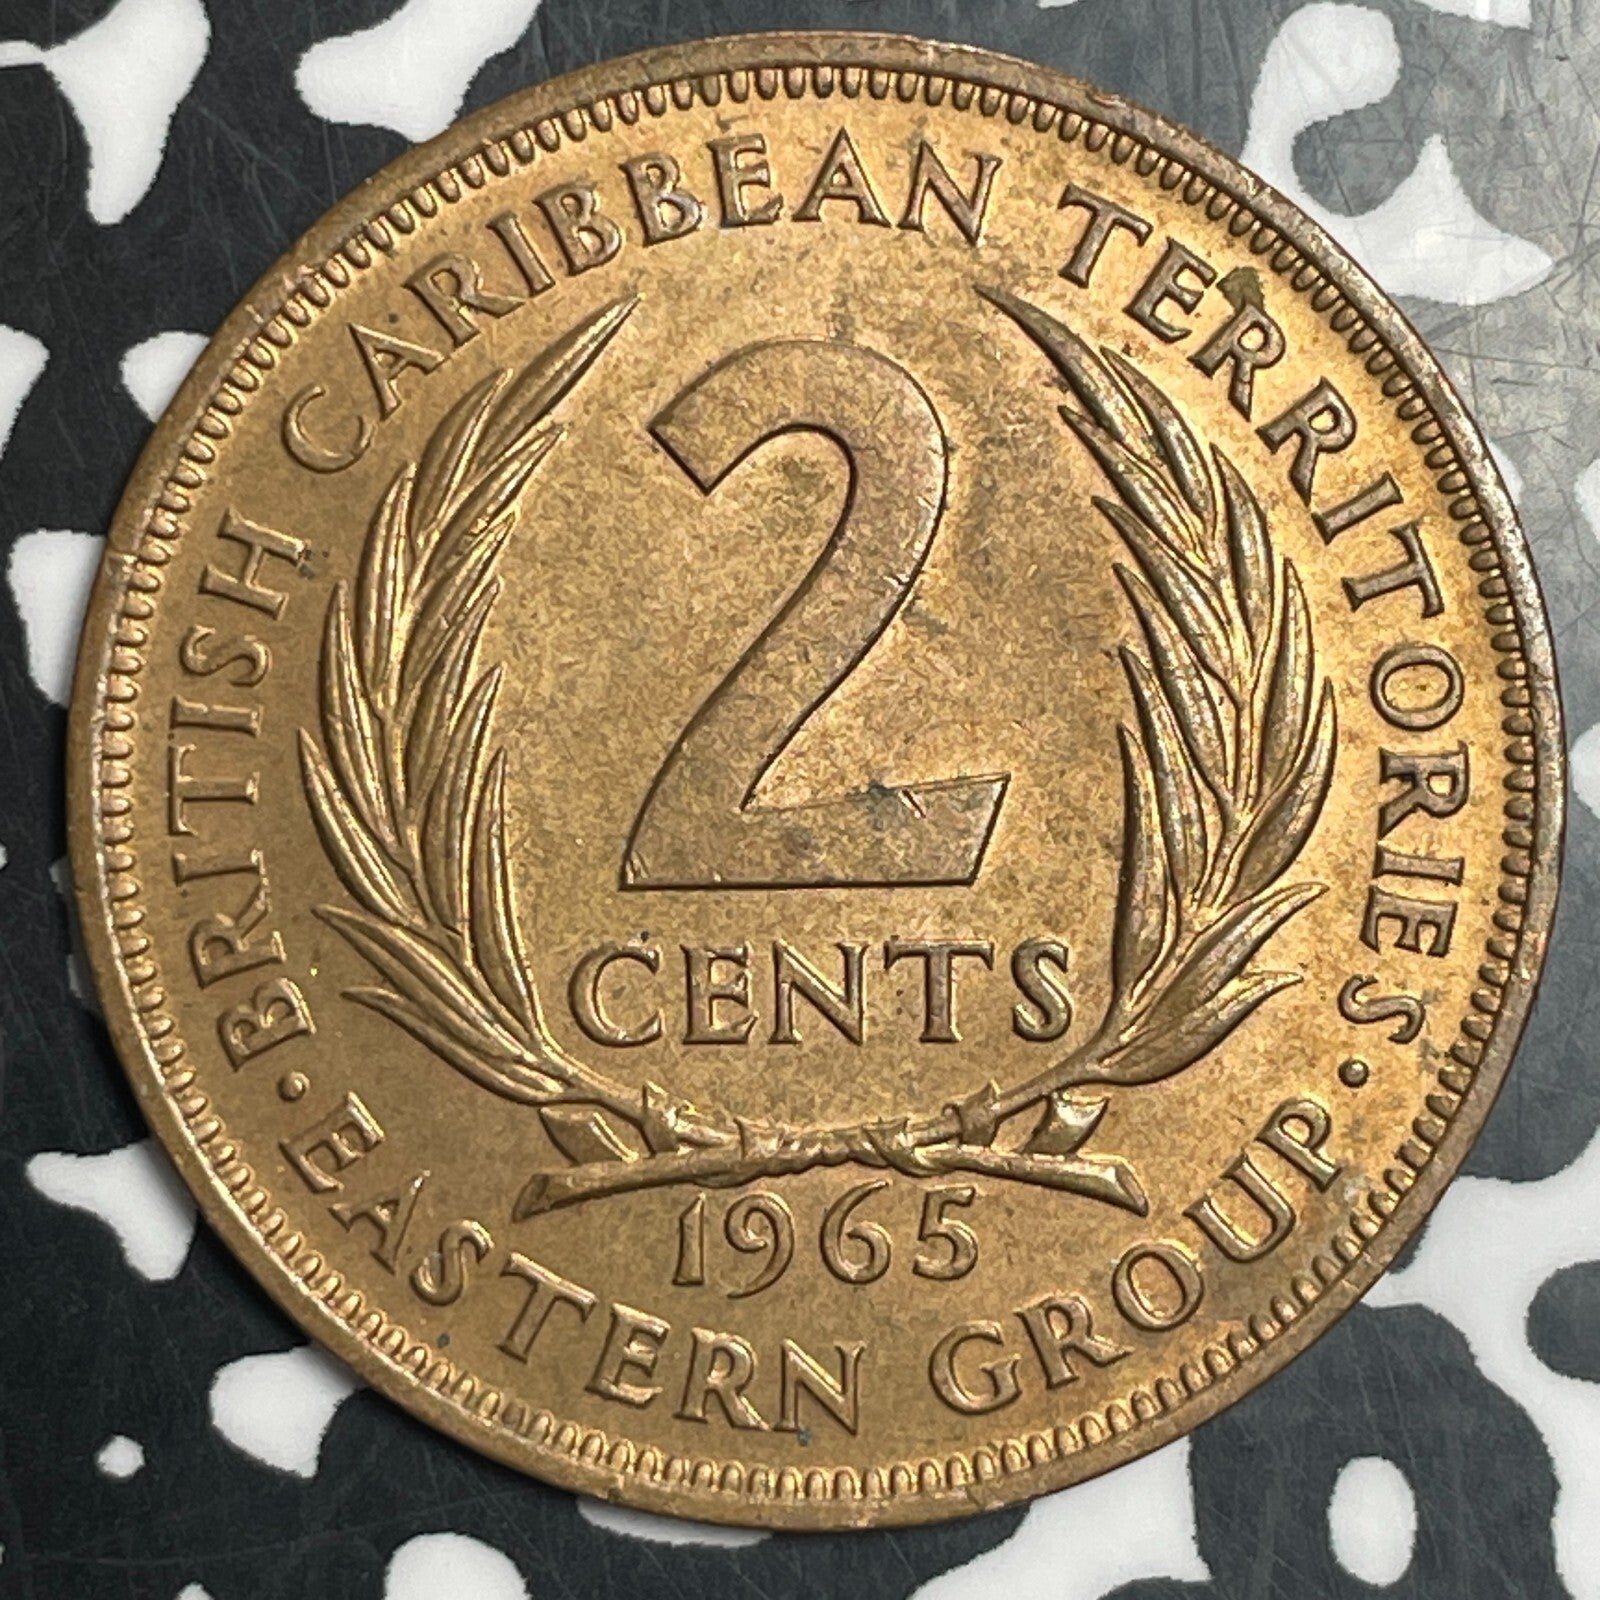 BRITISH CARIBBEAN TERRITORIES
2
CENTS
1965
· EASTERN GROUP ·